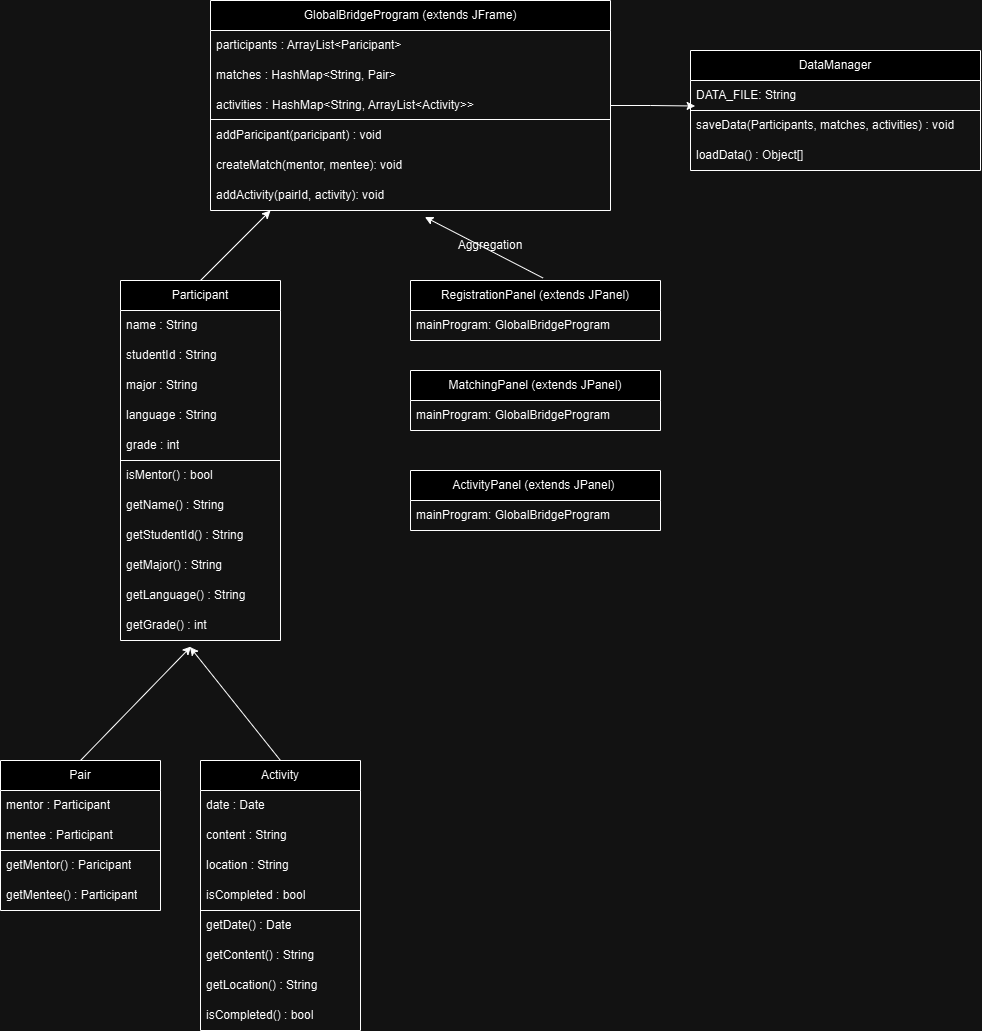 GlobalBridgeProgram (extends JFrame)
participants : ArrayList<Paricipant>
matches : HashMap<String, Pair>
activities : HashMap<String, ArrayList<Activity>>
addParicipant(paricipant) : void
createMatch(mentor, mentee): void
addActivity(pairId, activity): void
DataManager
DATA_FILE: String
saveData(Participants, matches, activities) : void
loadData() : Object[]
Aggregation
Participant
name : String
studentId : String
major : String
language : String
grade : int
isMentor() : bool
getName() : String
getStudentId() : String
getMajor() : String
getLanguage() : String
getGrade() : int
RegistrationPanel (extends JPanel)
mainProgram: GlobalBridgeProgram
MatchingPanel (extends JPanel)
mainProgram: GlobalBridgeProgram
ActivityPanel (extends JPanel)
mainProgram: GlobalBridgeProgram
Pair
mentor : Participant
mentee : Participant
getMentor() : Paricipant
getMentee() : Participant
Activity
date : Date
content : String
location : String
isCompleted : bool
getDate() : Date
getContent() : String
getLocation() : String
isCompleted() : bool